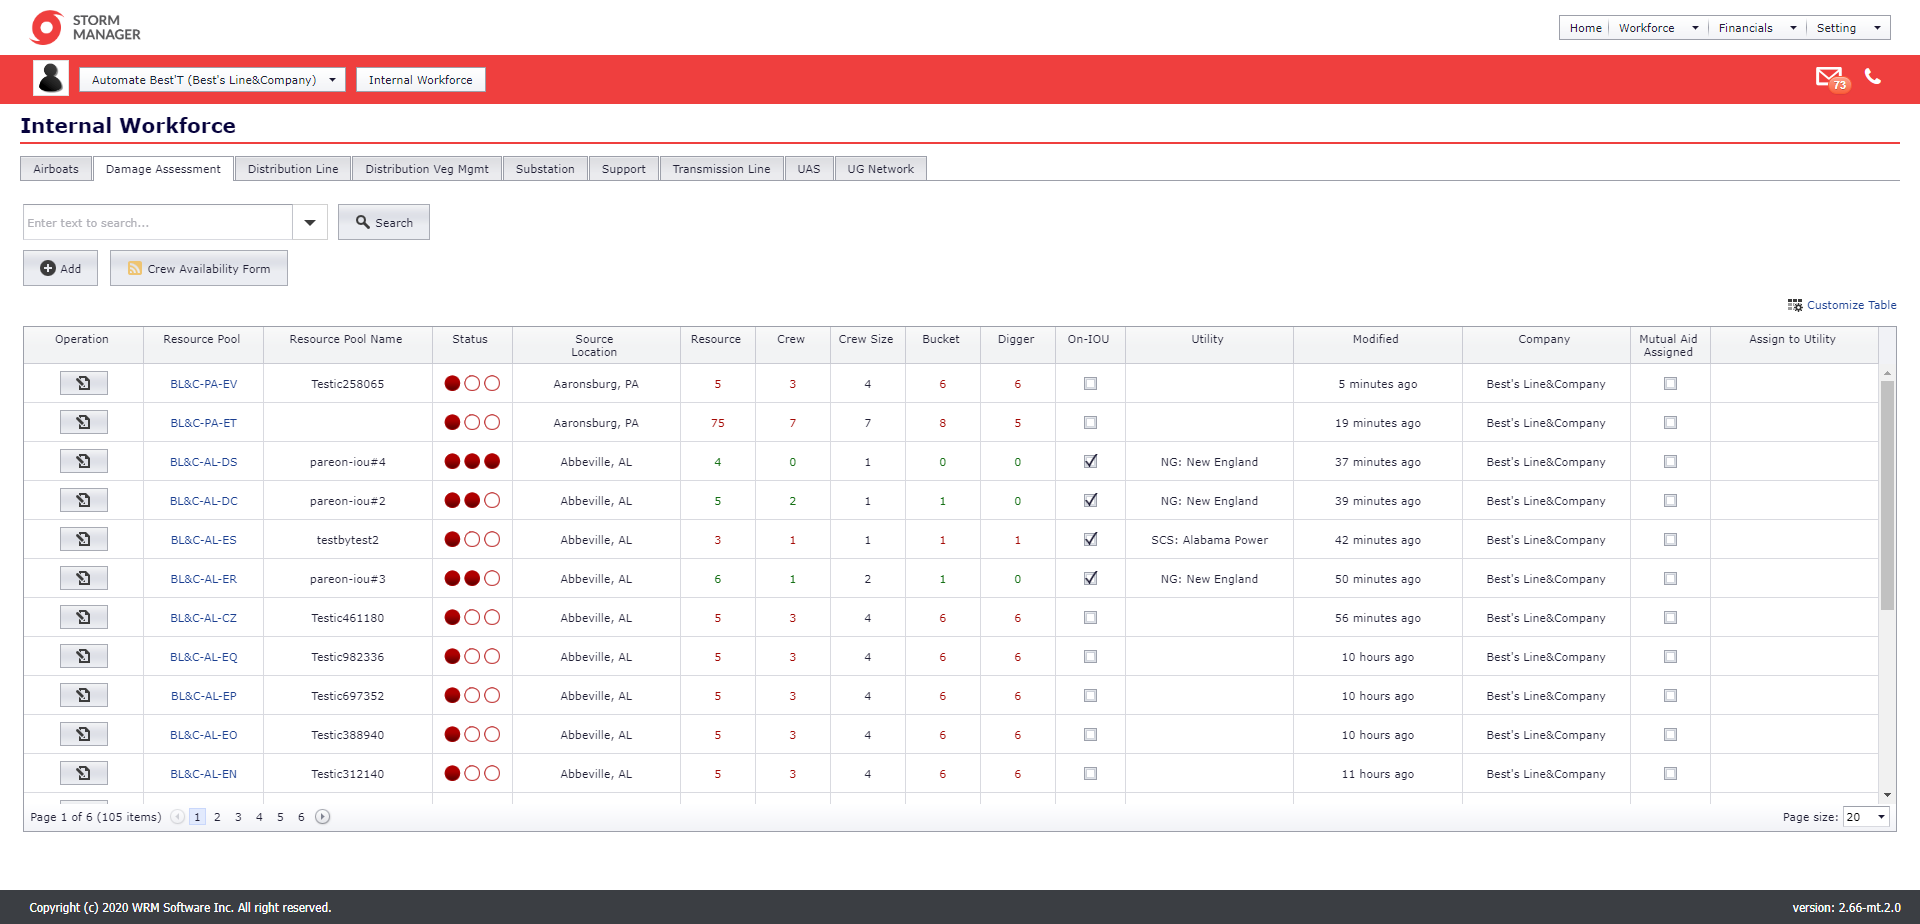 STORM
MANAGER
Home Workforce Financials Setting
Automate Best'T (Best's Line&Company) Internal Workforce 73
Internal Workforce
Airboats Damage Assessment Distribution Line Distribution Veg Mgmt Substation Support Transmission Line UAS UG Network
Enter text to search... Search
Add Crew Availability Form
Customize Table
Operation Resource Pool Resource Pool Name Status Source Location Resource Crew Crew Size Bucket Digger On-IOU Utility Modified Company Mutual Aid Assigned Assign to Utility
BL&C-PA-EV Testic258065 Aaronsburg, PA 5 3 4 6 6 5 minutes ago Best's Line&Company
BL&C-PA-ET Aaronsburg, PA 75 7 7 8 5 19 minutes ago Best's Line&Company
BL&C-AL-DS pareon-iou#4 Abbeville, AL 4 0 1 0 0 NG: New England 37 minutes ago Best's Line&Company
BL&C-AL-DC pareon-iou#2 Abbeville, AL 5 2 1 1 0 NG: New England 39 minutes ago Best's Line&Company
BL&C-AL-ES testbytest2 Abbeville, AL 3 1 1 1 1 SCS: Alabama Power 42 minutes ago Best's Line&Company
BL&C-AL-ER pareon-iou#3 Abbeville, AL 6 1 2 1 0 NG: New England 50 minutes ago Best's Line&Company
BL&C-AL-CZ Testic461180 Abbeville, AL 5 3 4 6 6 56 minutes ago Best's Line&Company
BL&C-AL-EQ Testic982336 Abbeville, AL 5 3 4 6 6 10 hours ago Best's Line&Company
BL&C-AL-EP Testic697352 Abbeville, AL 5 3 4 6 6 10 hours ago Best's Line&Company
BL&C-AL-EO Testic388940 Abbeville, AL 5 3 4 6 6 10 hours ago Best's Line&Company
BL&C-AL-EN Testic312140 Abbeville, AL 5 3 4 6 6 11 hours ago Best's Line&Company
Page 1 of 6 (105 items) 1 2 3 4 5 6 Page size: 20
Copyright (c) 2020 WRM Software Inc. All right reserved. version: 2.66-mt.2.0